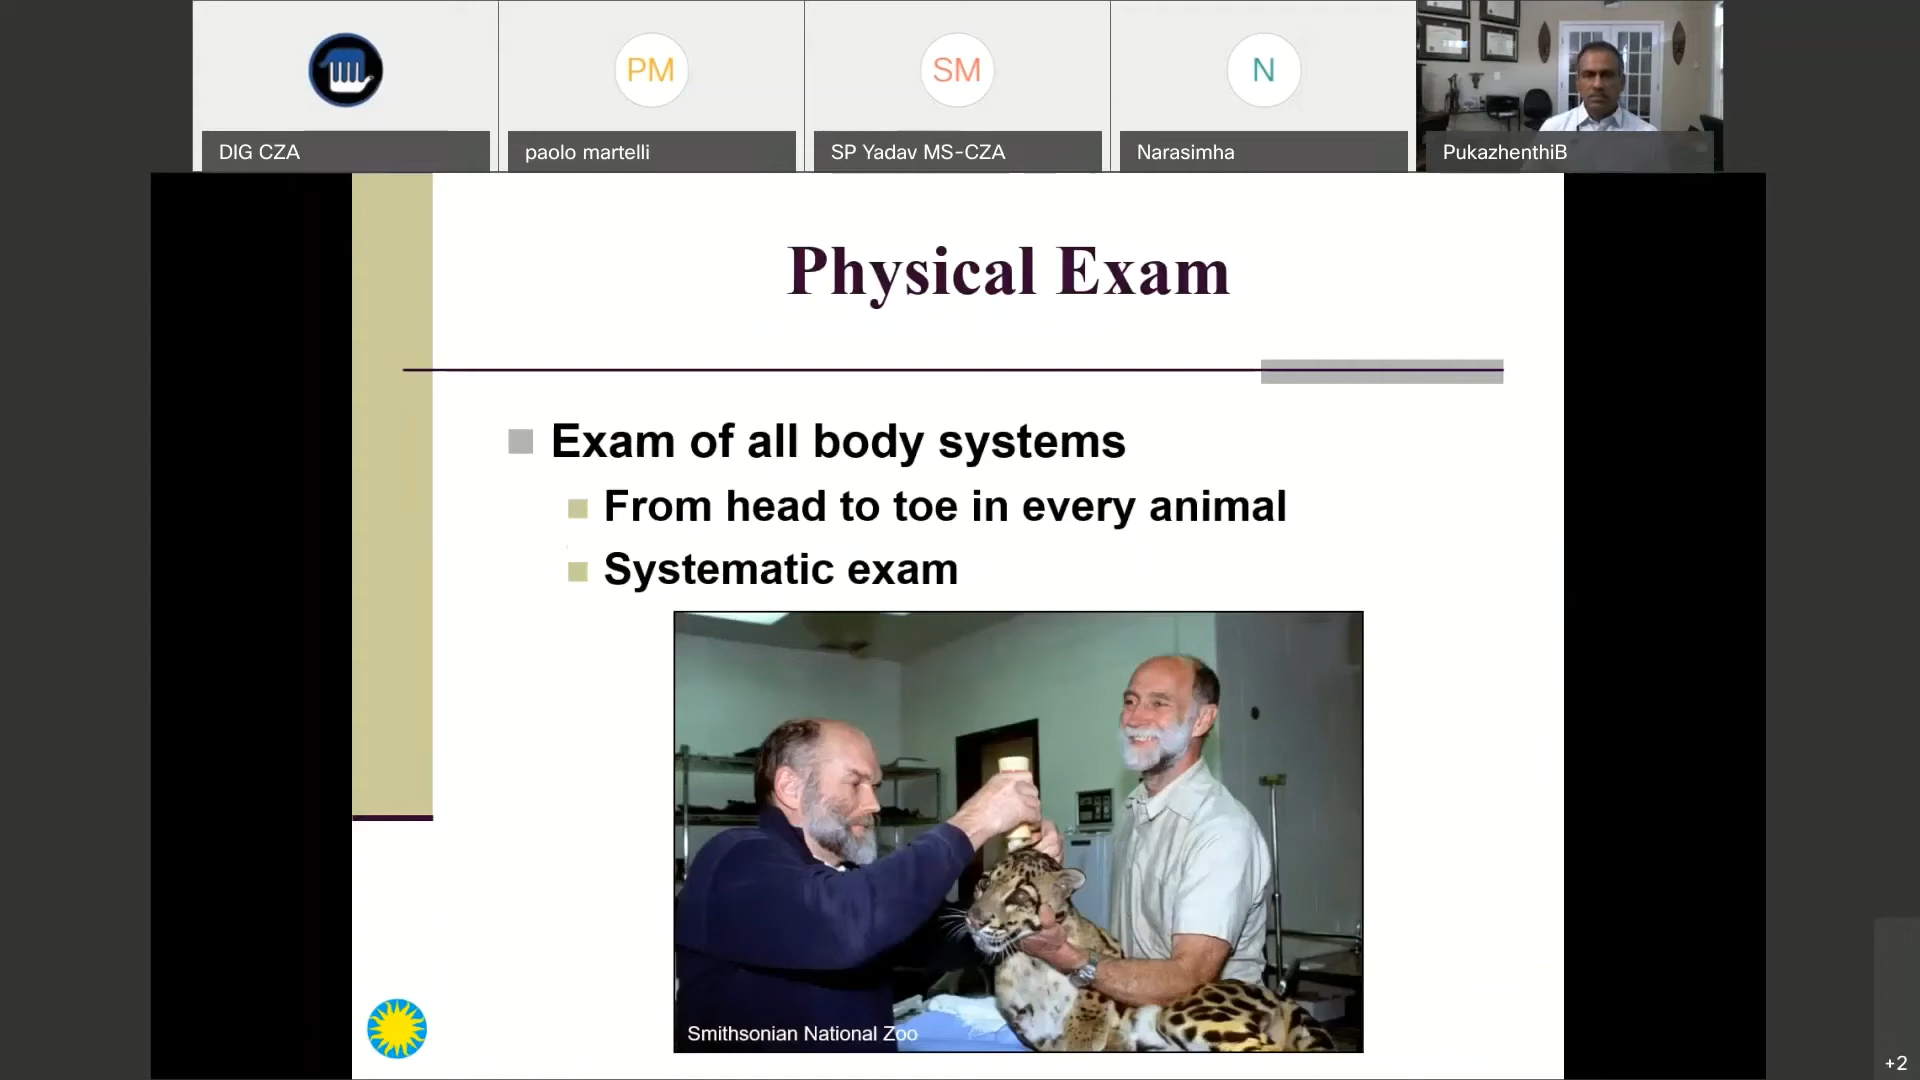 PM
SM
N
DIG CZA
paolo martelli
SP Yadav MS-CZA
Narasimha
PukazhenthiB
Physical Exam
Exam of all body systems
From head to toe in every animal
Systematic exam
Smithsonian National Zoo
+2